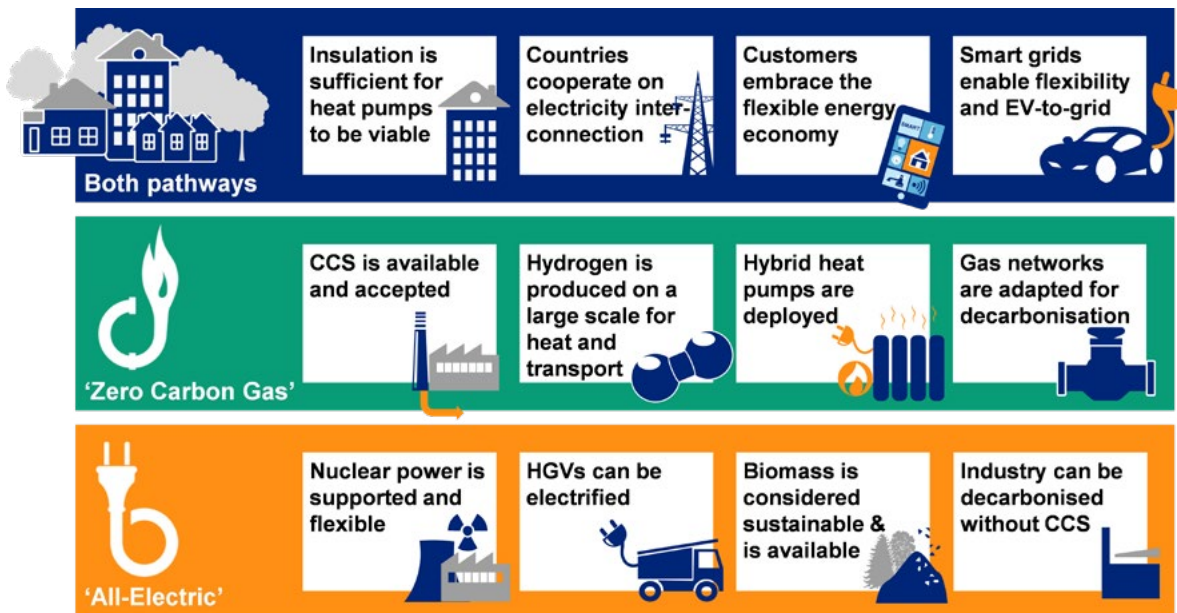 Both pathways
Insulation is
sufficient for
heat pumps
to be viable
Countries
cooperate on
electricity inter-
connection
Customers
embrace the
flexible energy
economy
SMART
Smart grids
enable flexibility
and EV-to-grid
'Zero Carbon Gas'
CCS is available
and accepted
Hydrogen is
produced on a
large scale for
heat and
transport
Hybrid heat
pumps are
deployed
Gas networks
are adapted for
decarbonisation
'All-Electric'
Nuclear power is
supported and
flexible
HGVs can be
electrified
Biomass is
considered
sustainable &
is available
Industry can be
decarbonised
without CCS